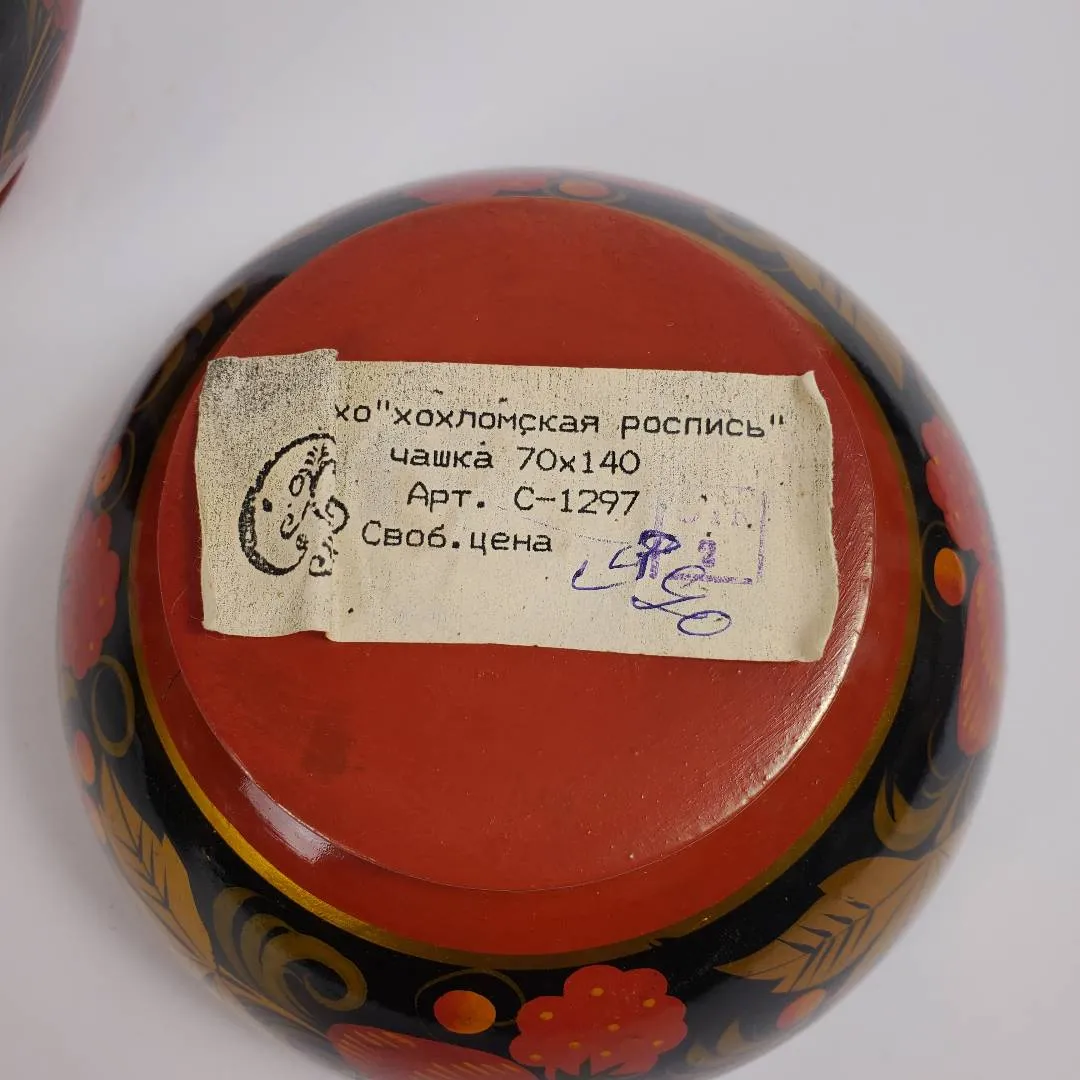 хо"хохломская роспись"
чашка 70х140
Арт. С-1297
Своб.цена